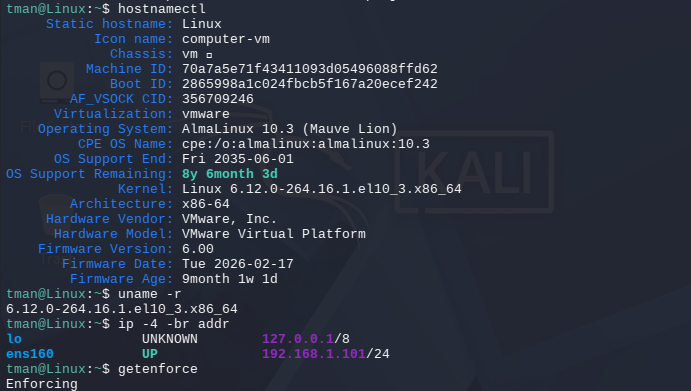 tman@Linux:~$ hostnamectl
Static hostname: Linux
Icon name: computer-vm
Chassis: vm
Machine ID: 70a7a5e71f43411093d05496088ffd62
Boot ID: 2865998a1c024fbcb5f167a20ecef242
AF_VSOCK CID: 356709246
Virtualization: vmware
Operating System: AlmaLinux 10.3 (Mauve Lion)
CPE OS Name: cpe:/o:almalinux:almalinux:10.3
OS Support End: Fri 2035-06-01
OS Support Remaining: 8y 6month 3d
Kernel: Linux 6.12.0-264.16.1.el10_3.x86_64
Architecture: x86-64
Hardware Vendor: VMware, Inc.
Hardware Model: VMware Virtual Platform
Firmware Version: 6.00
Firmware Date: Tue 2026-02-17
Firmware Age: 9month 1w 1d
tman@Linux:~$ uname -r
6.12.0-264.16.1.el10_3.x86_64
tman@Linux:~$ ip -4 -br addr
lo UNKNOWN 127.0.0.1/8
ens160 UP 192.168.1.101/24
tman@Linux:~$ getenforce
Enforcing
KALI